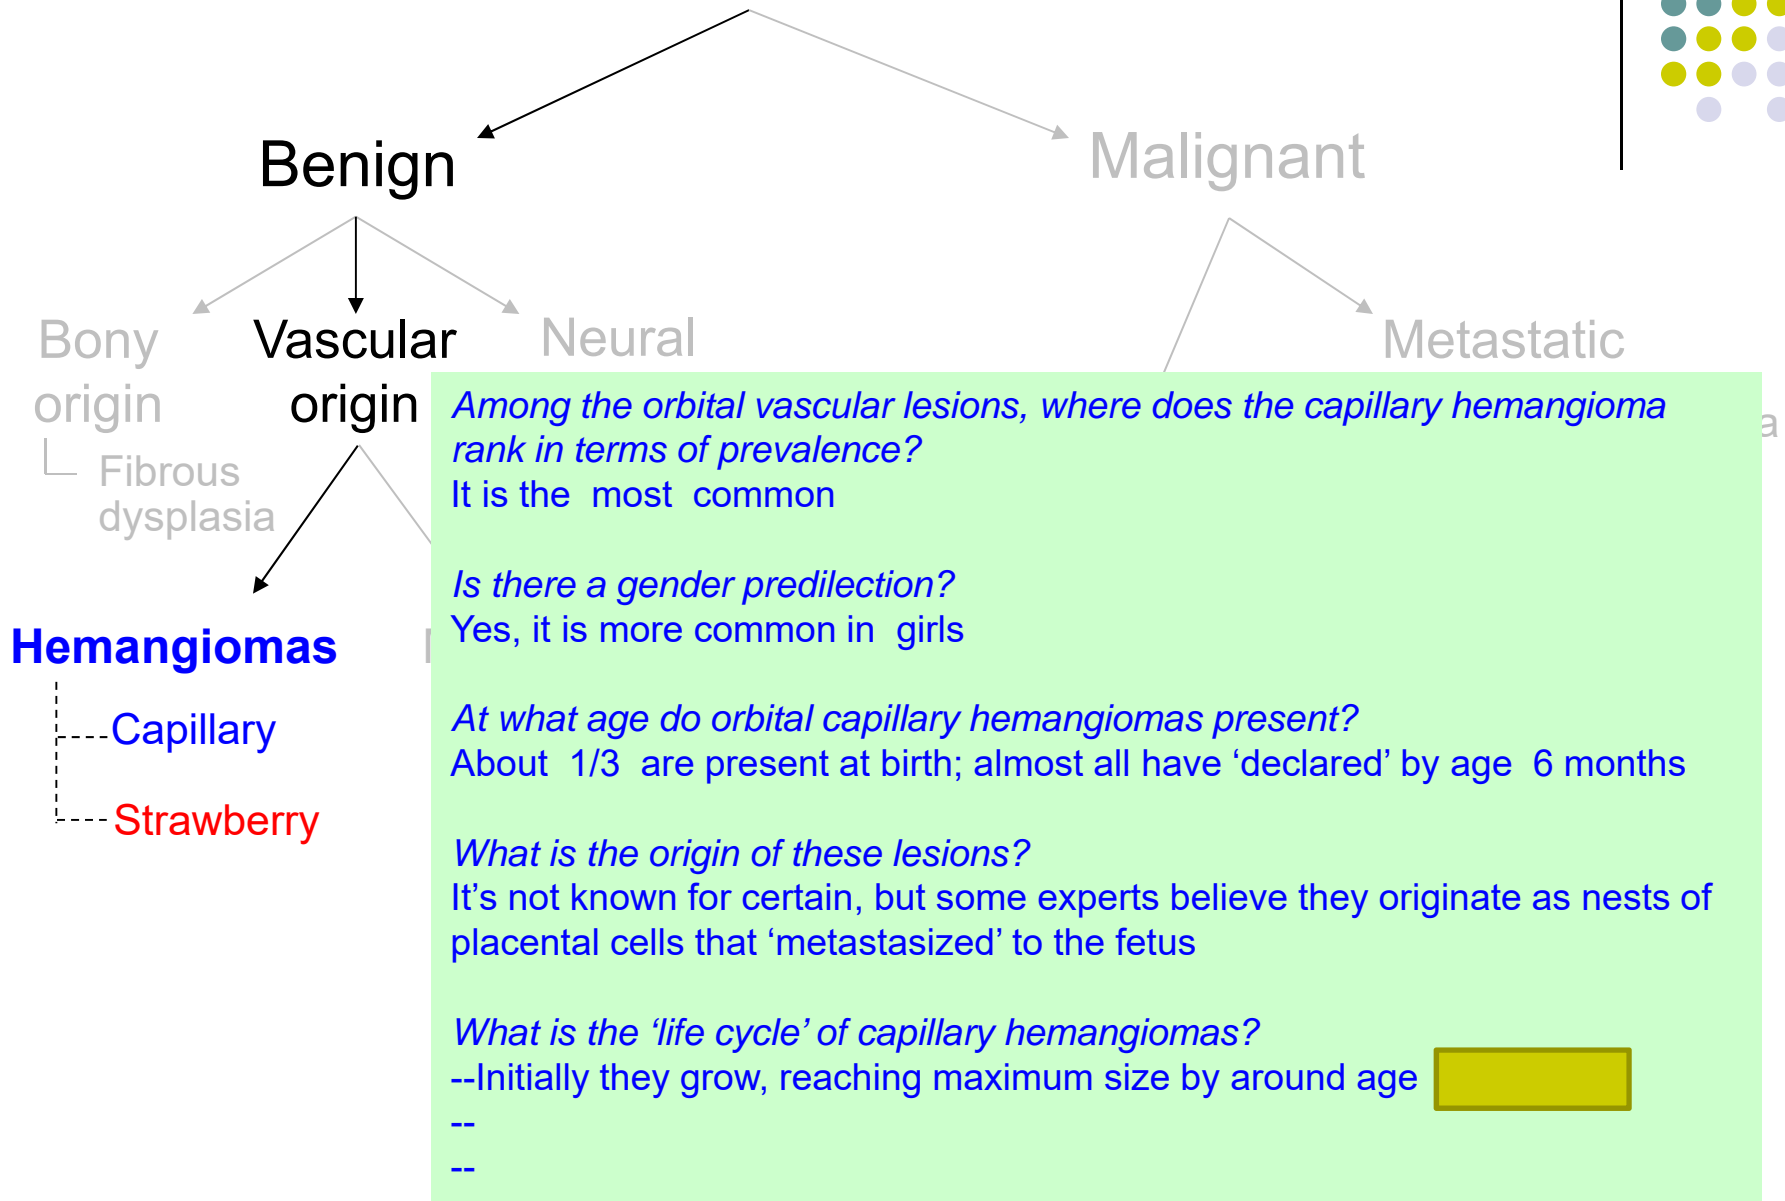 Benign
Malignant
Bony
origin
Vascular
origin
Neural
Metastatic
Fibrous
dysplasia
Hemangiomas
Capillary
Strawberry
Among the orbital vascular lesions, where does the capillary hemangioma
rank in terms of prevalence?
It is the most common
Is there a gender predilection?
Yes, it is more common in girls
At what age do orbital capillary hemangiomas present?
About 1/3 are present at birth; almost all have ‘declared’ by age 6 months
What is the origin of these lesions?
It’s not known for certain, but some experts believe they originate as nests of
placental cells that ‘metastasized’ to the fetus
What is the ‘life cycle’ of capillary hemangiomas?
--Initially they grow, reaching maximum size by around age
--
--